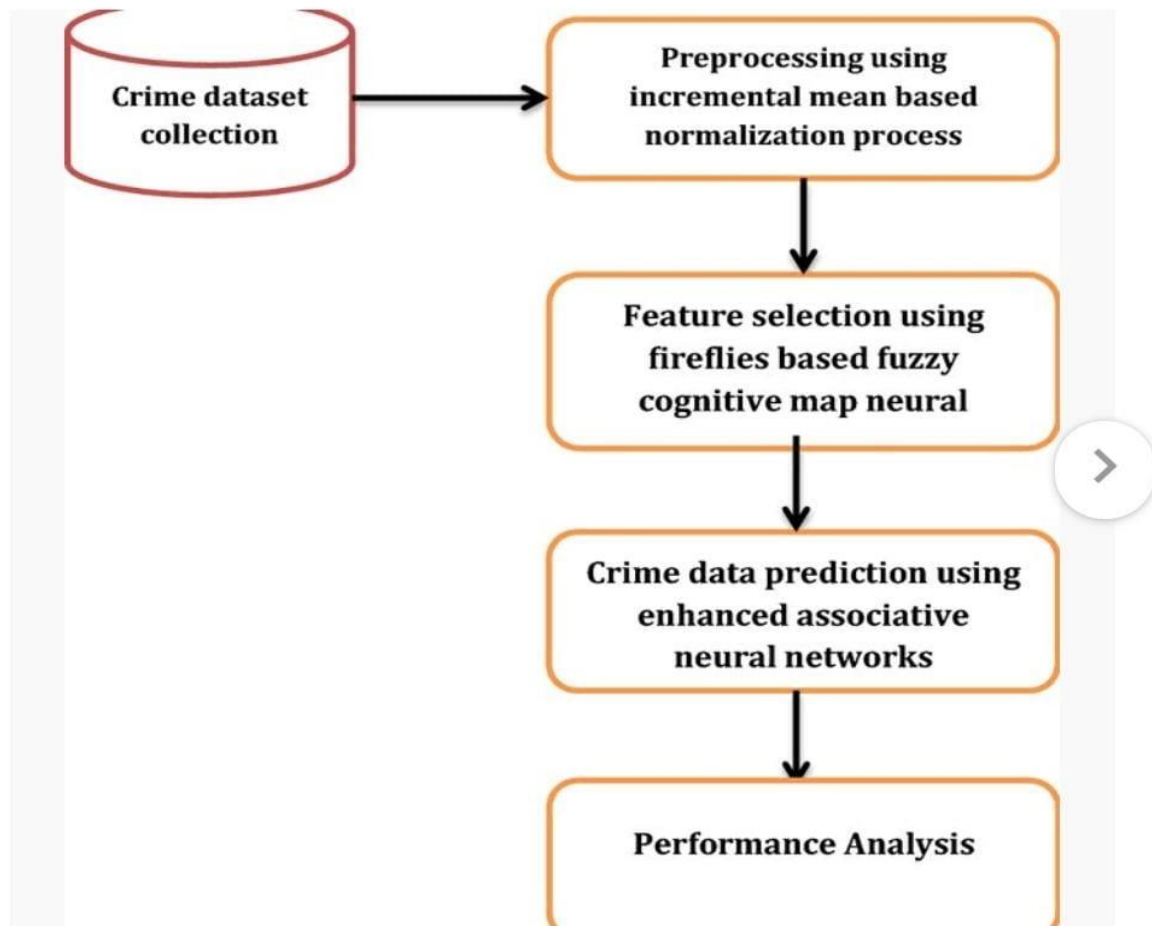 Crime dataset
collection
Preprocessing using
incremental mean based
normalization process
Feature selection using
fireflies based fuzzy
cognitive map neural
Crime data prediction using
enhanced associative
neural networks
Performance Analysis